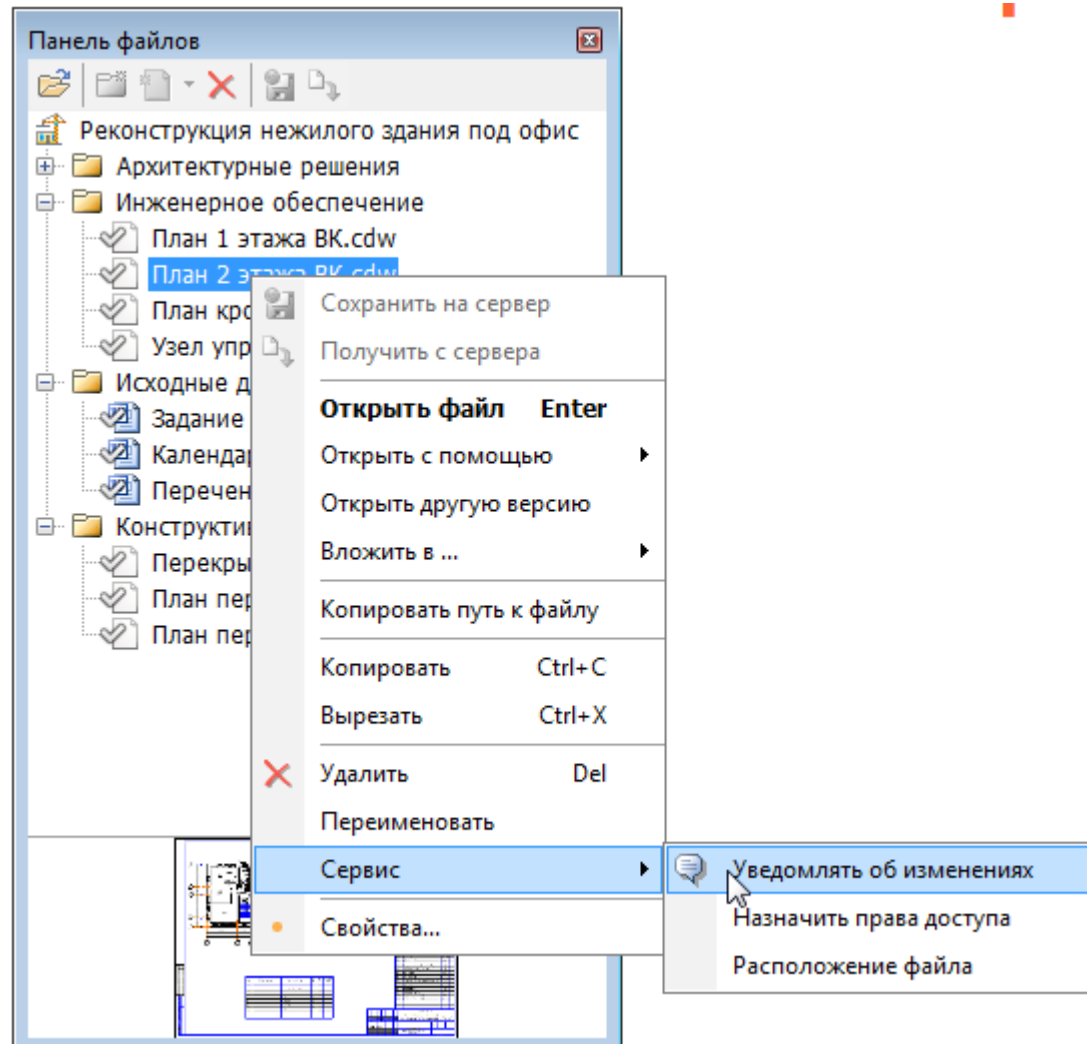 Панель файлов
Реконструкция нежилого здания под офис
Архитектурные решения
Инженерное обеспечение
План 1 этажа ВК.cdw
План 2 этажа ВК.cdw
План кро
Узел упр
Исходные д
Задание
Календар
Перечен
Конструктив
Перекры
План пер
План пер
Сохранить на сервер
Получить с сервера
Открыть файл Enter
Открыть с помощью
Открыть другую версию
Вложить в ...
Копировать путь к файлу
Копировать Ctrl+C
Вырезать Ctrl+X
Удалить Del
Переименовать
Сервис
Свойства...
Уведомлять об изменениях
Назначить права доступа
Расположение файла